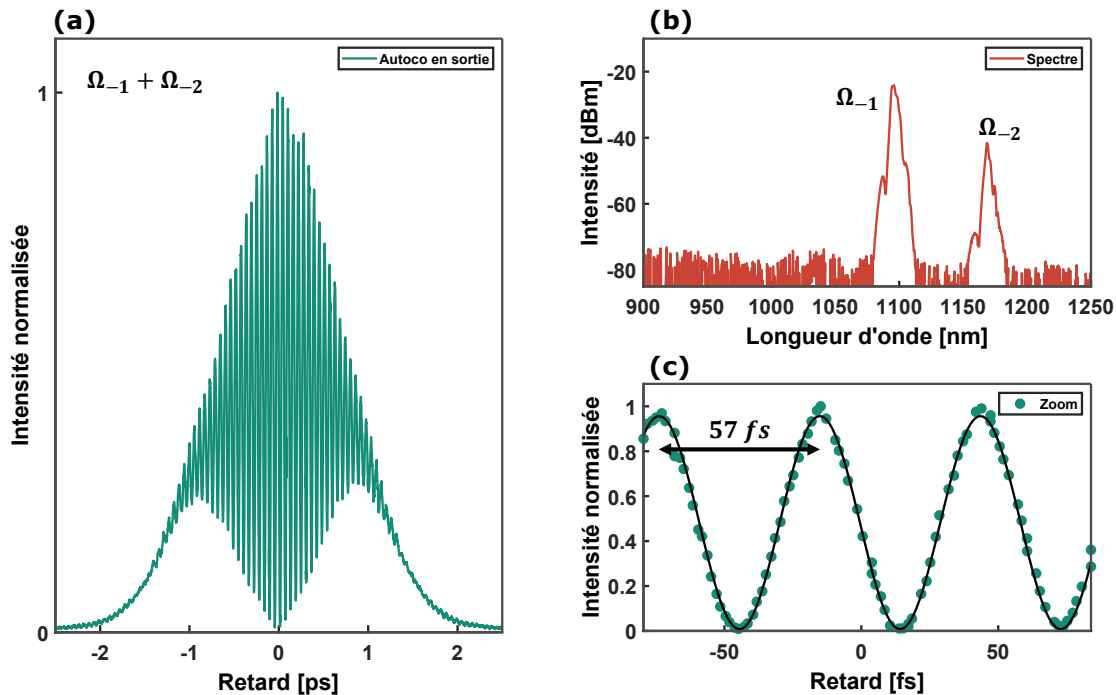 (a)
Autoco en sortie
Ω₋₁ + Ω₋₂
1
0
Intensité normalisée
-2 -1 0 1 2
Retard [ps]
(b)
Spectre
Ω₋₁
Ω₋₂
Intensité [dBm]
-20
-40
-60
-80
900 950 1000 1050 1100 1150 1200 1250
Longueur d'onde [nm]
(c)
Zoom
57 fs
Intensité normalisée
1
0.8
0.6
0.4
0.2
0
-50 0 50
Retard [fs]